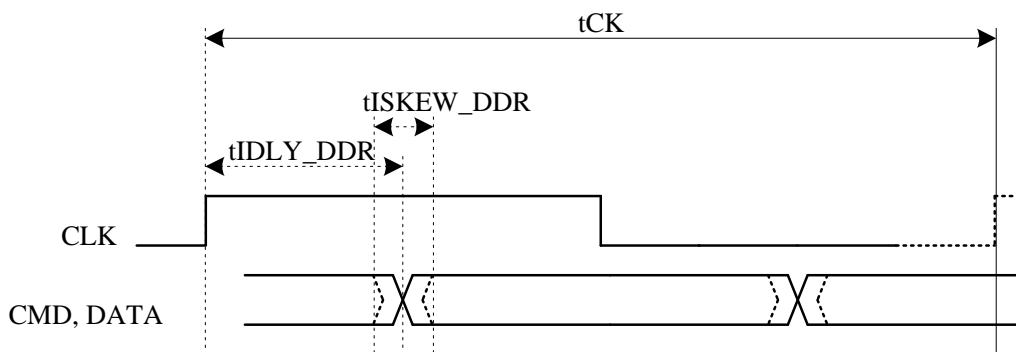 tCK
tISKEW_DDR
tIDLY_DDR
CLK
CMD, DATA